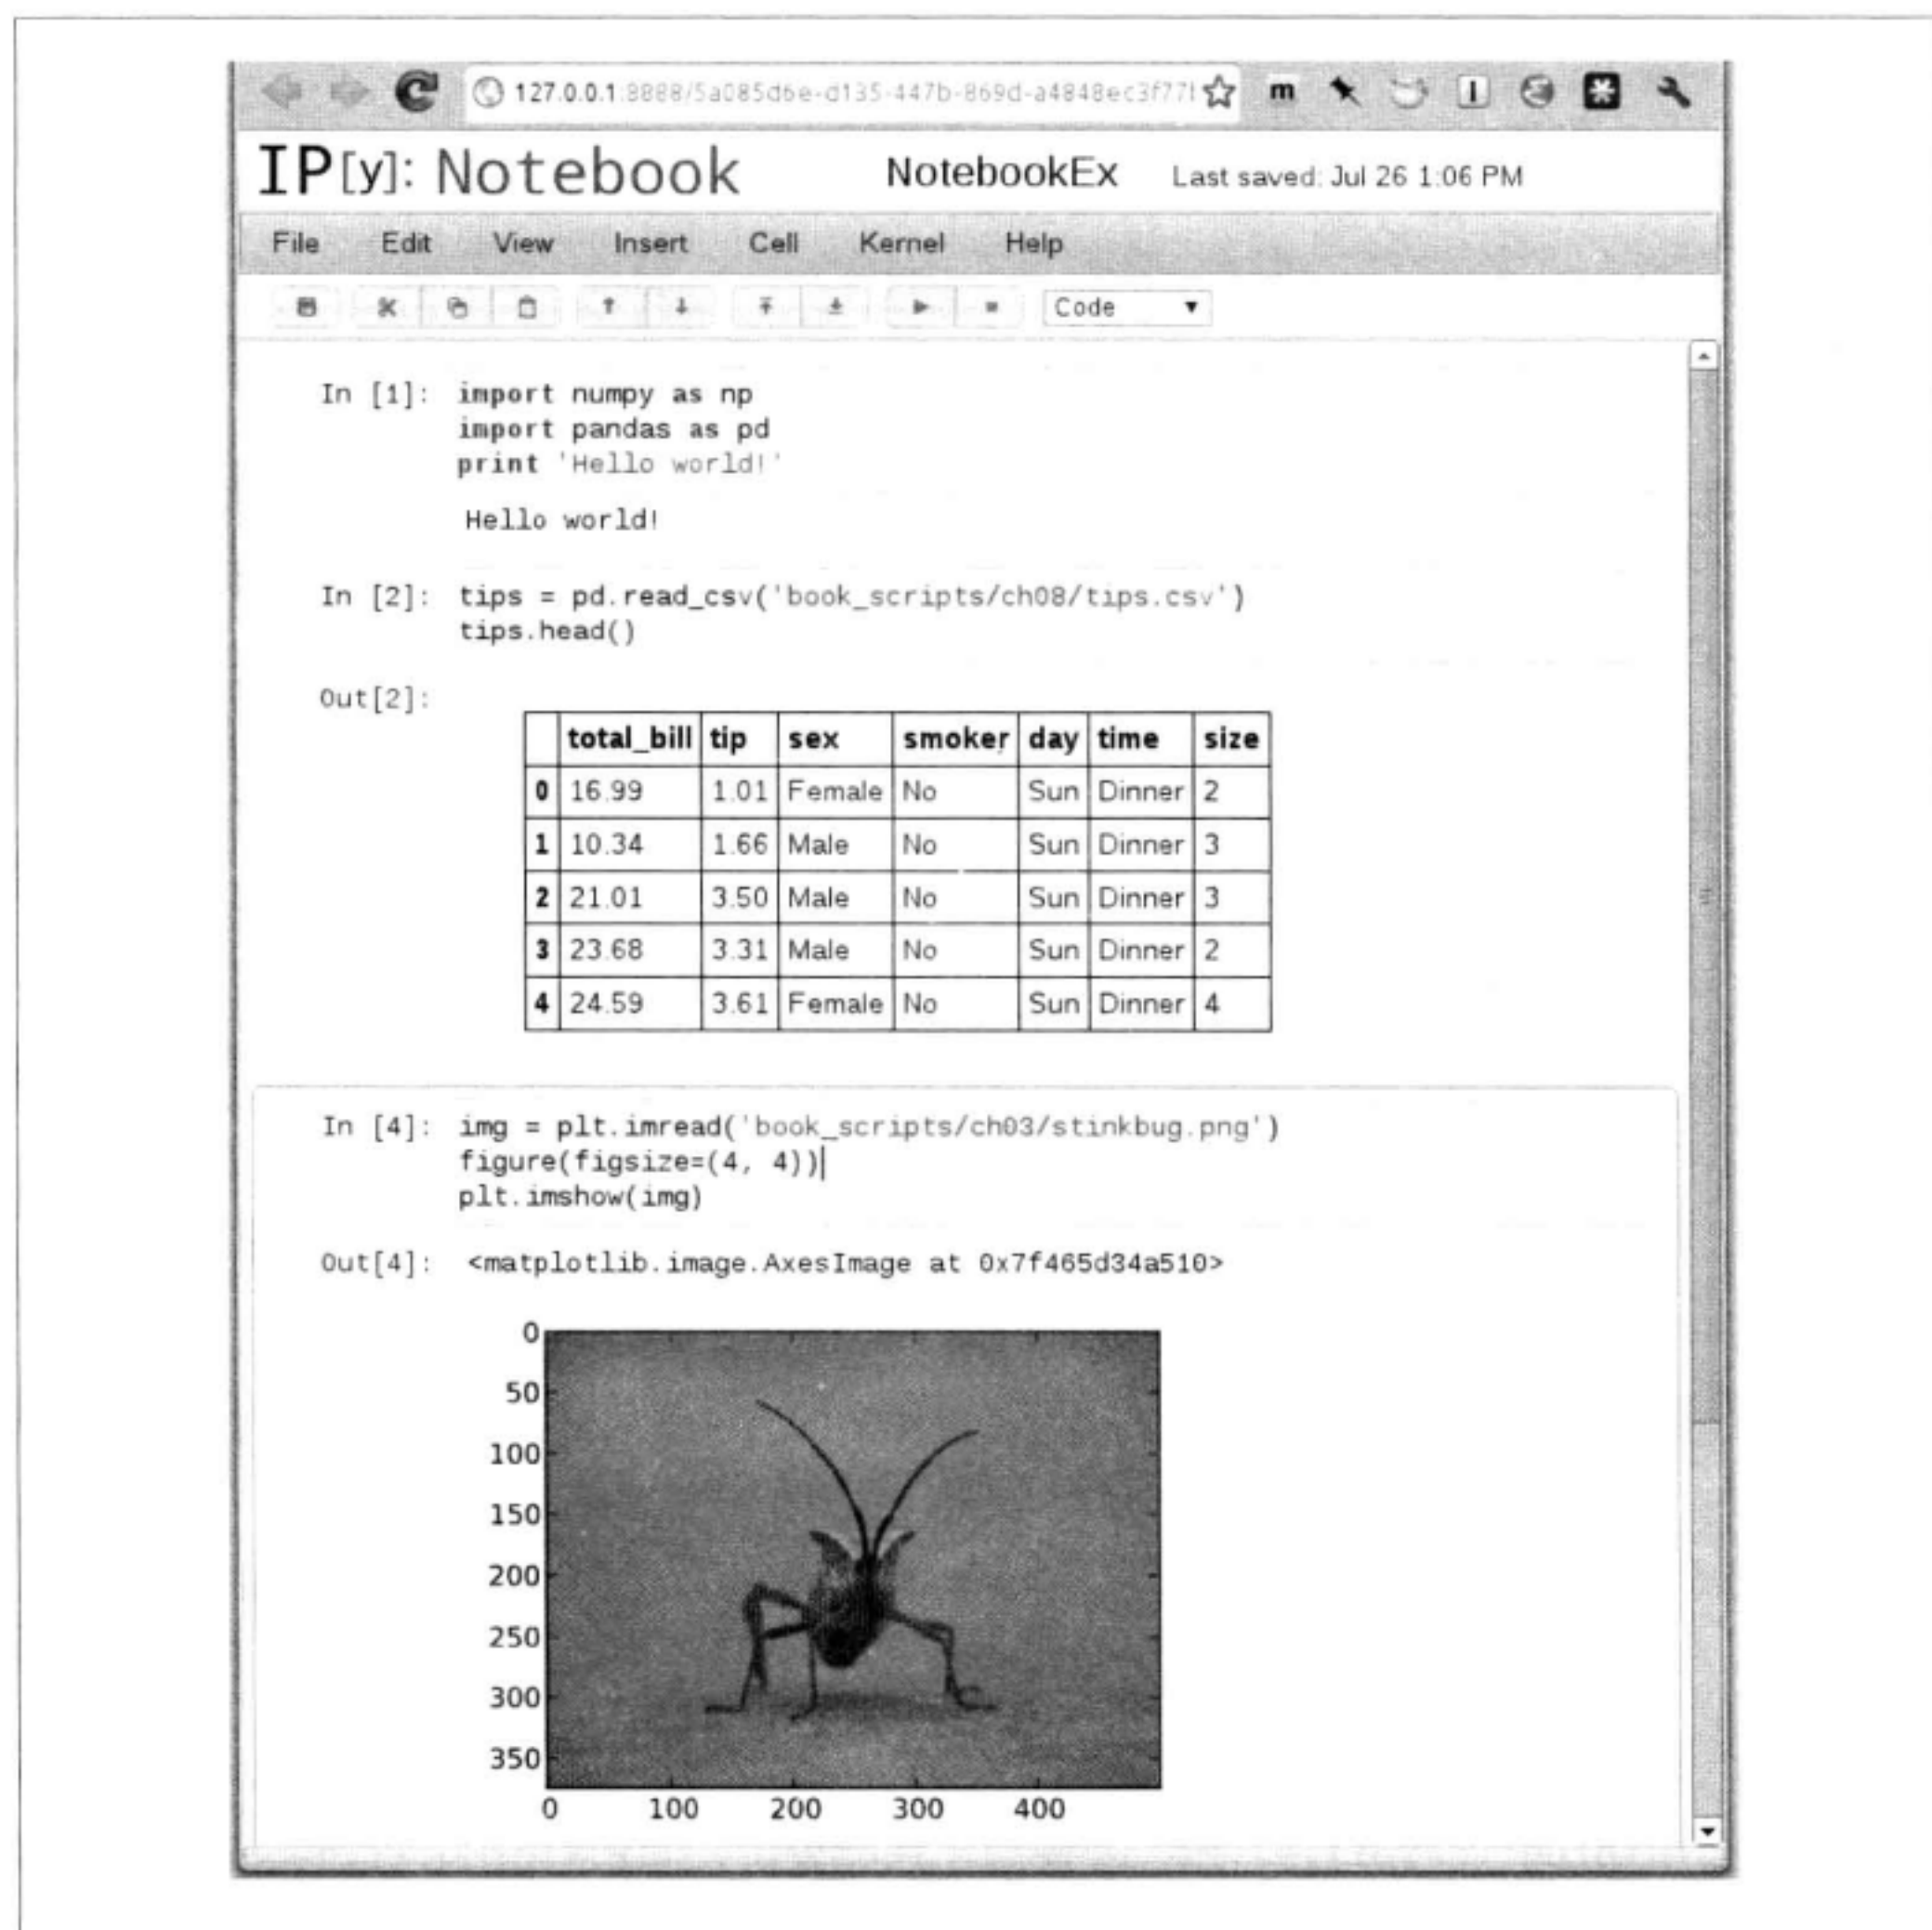 127.0.0.1:8888/5a085d6e-d135-447b-869d-a4848ec3f77
IP[y]: Notebook NotebookEx Last saved: Jul 26 1:06 PM
File Edit View Insert Cell Kernel Help
Code
In [1]: import numpy as np
import pandas as pd
print 'Hello world!'
Hello world!
In [2]: tips = pd.read_csv('book_scripts/ch08/tips.csv')
tips.head()
Out[2]:
total_bill tip sex smoker day time size
0 16.99 1.01 Female No Sun Dinner 2
1 10.34 1.66 Male No Sun Dinner 3
2 21.01 3.50 Male No Sun Dinner 3
3 23.68 3.31 Male No Sun Dinner 2
4 24.59 3.61 Female No Sun Dinner 4
In [4]: img = plt.imread('book_scripts/ch03/stinkbug.png')
figure(figsize=(4, 4))
plt.imshow(img)
Out[4]: <matplotlib.image.AxesImage at 0x7f465d34a510>
0
50
100
150
200
250
300
350
0 100 200 300 400